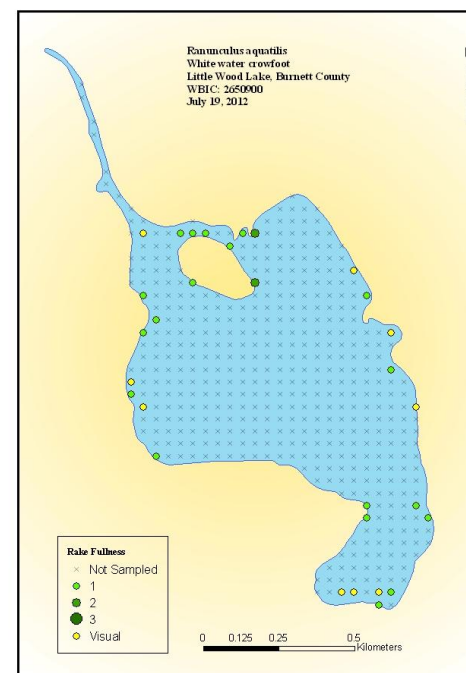 Ranunculus aquatilis
White water crowfoot
Little Wood Lake, Burnett County
WBIC: 2650900
July 19, 2012
Rake Fullness
Not Sampled
1
2
3
Visual
0 0.125 0.25 0.5
Kilometers